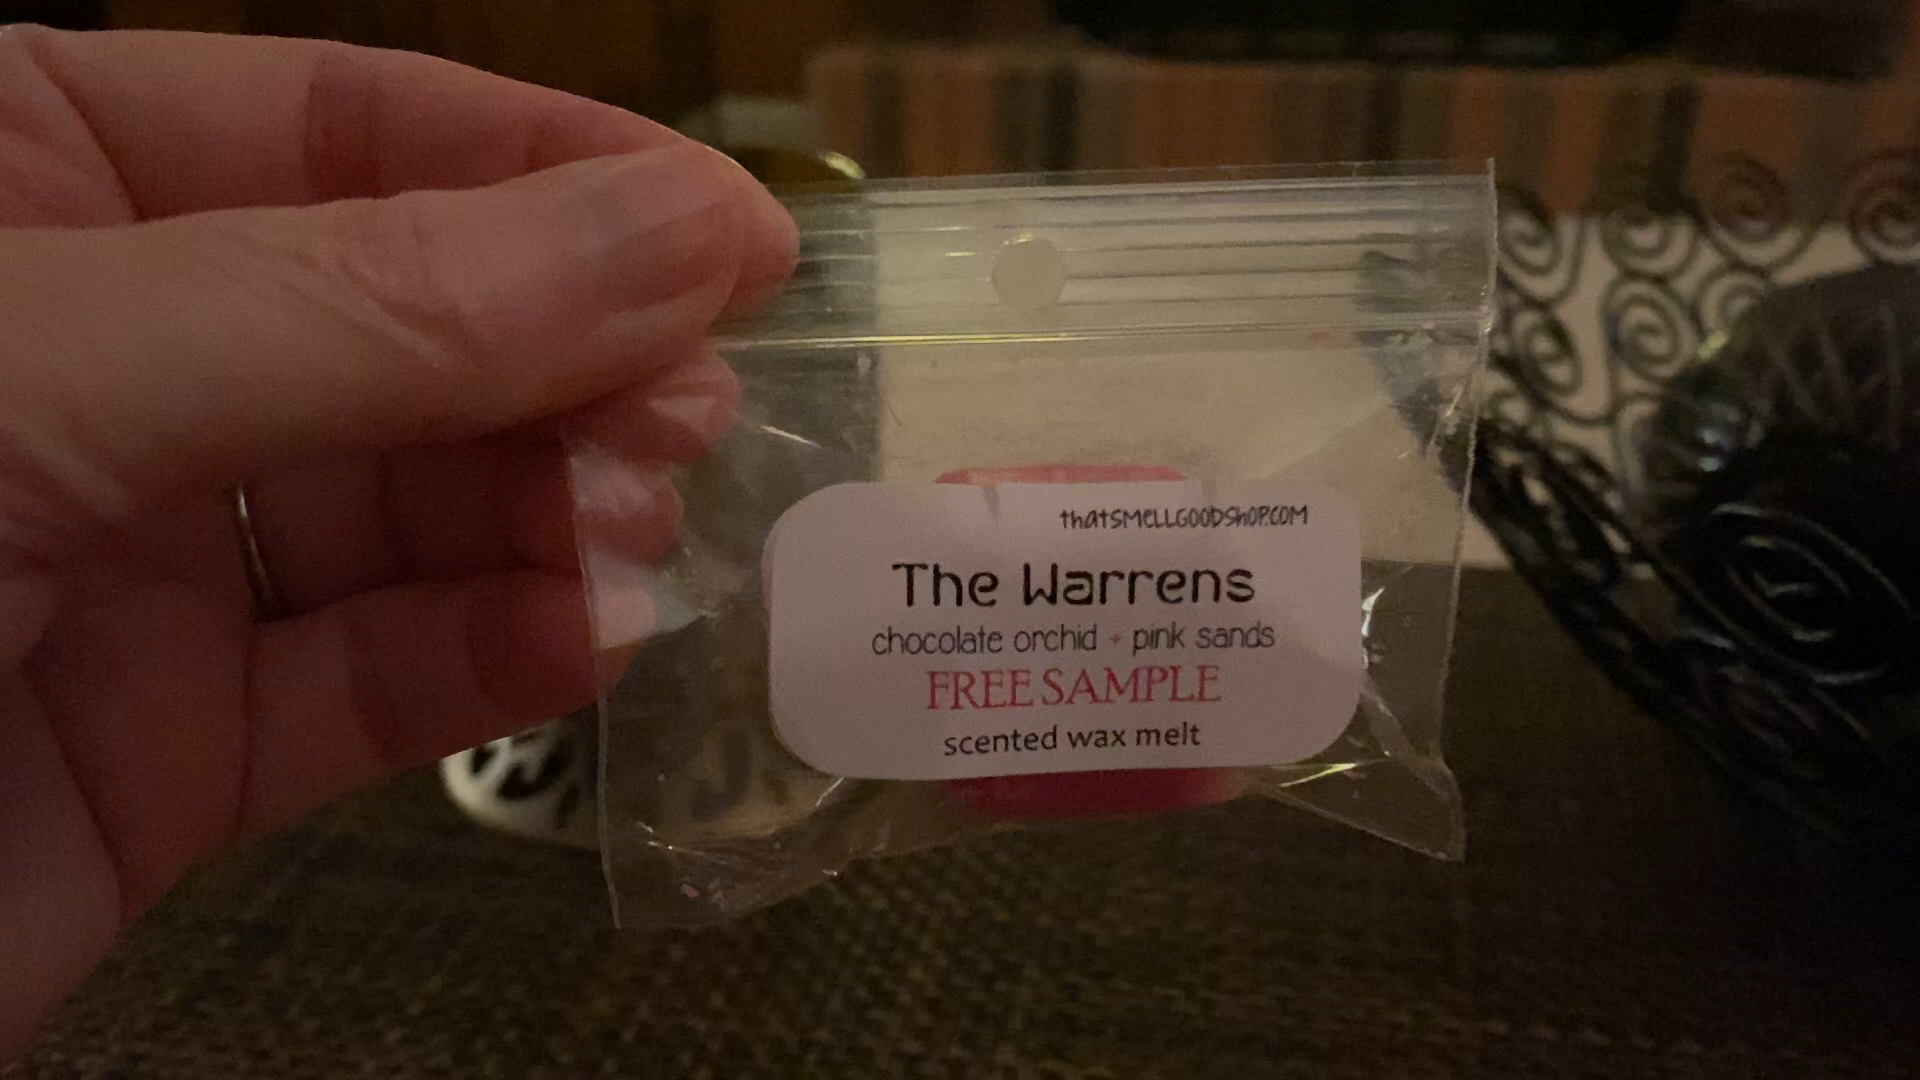 thatsmellgoodshop.com
The Warrens
chocolate orchid + pink sands
FREE SAMPLE
scented wax melt